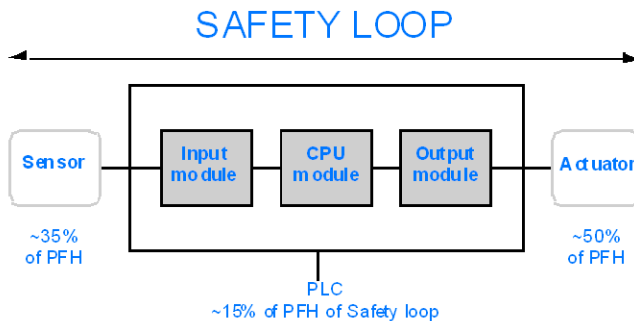 SAFETY LOOP
Sensor
Input
module
CPU
module
Output
module
Actuator
~35%
of PFH
~50%
of PFH
PLC
~15% of PFH of Safety loop